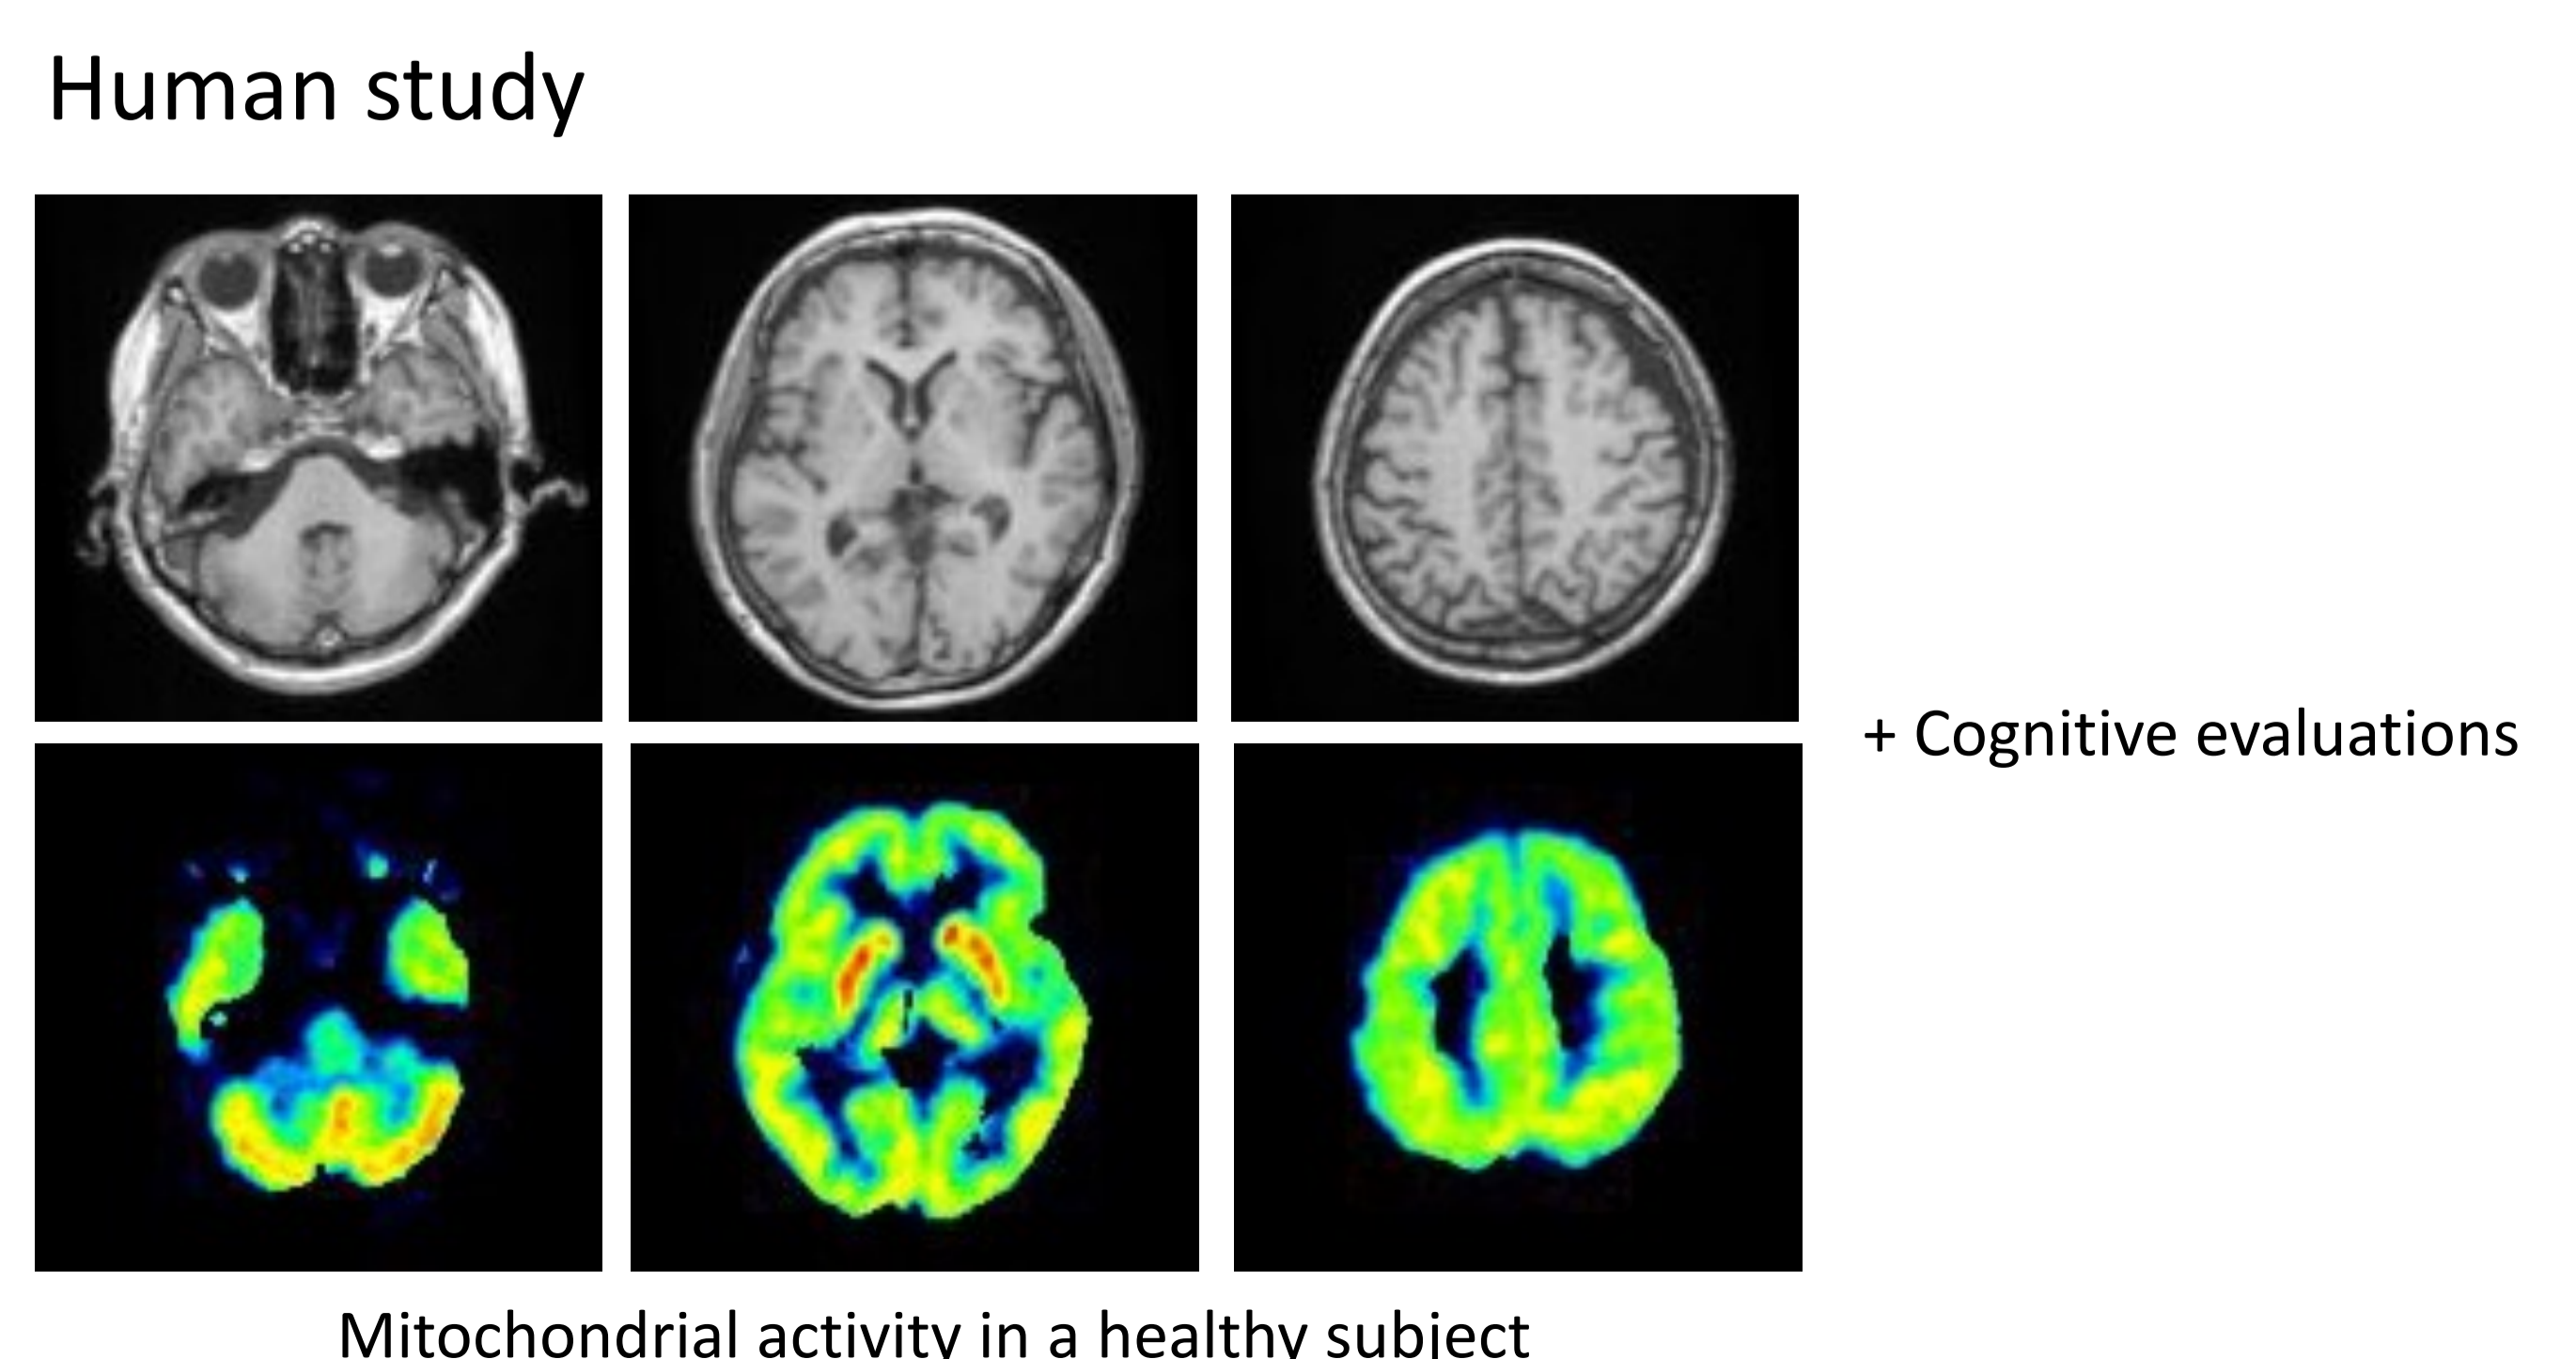 Human study
+ Cognitive evaluations
Mitochondrial activity in a healthy subject